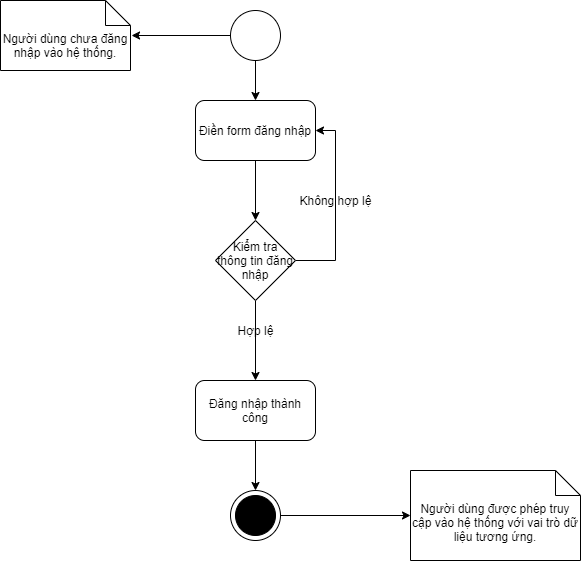 Người dùng chưa đăng
nhập vào hệ thống.
Điền form đăng nhập
Không hợp lệ
Kiểm tra
thông tin đăng
nhập
Hợp lệ
Đăng nhập thành
công
Người dùng được phép truy
cập vào hệ thống với vai trò dữ
liệu tương ứng.